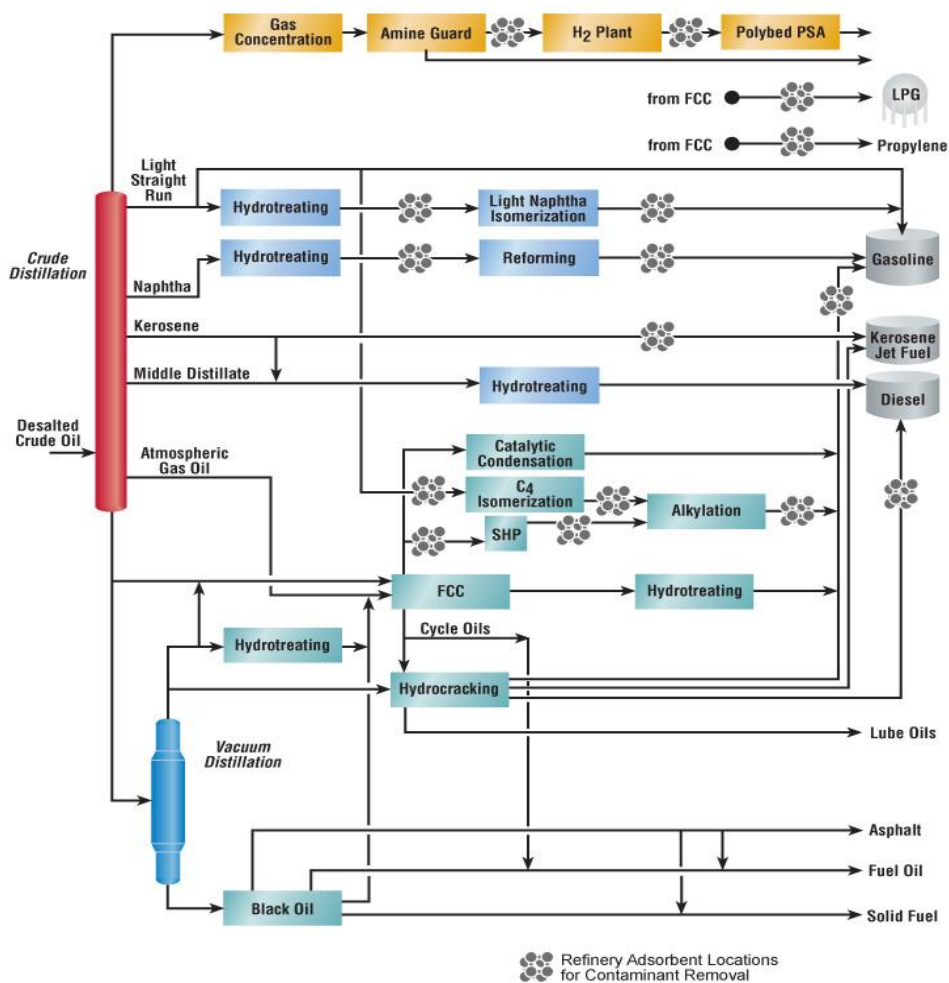 Gas
Concentration
Amine Guard
H2 Plant
Polybed PSA
from FCC
LPG
from FCC
Propylene
Light
Straight
Run
Hydrotreating
Light Naphtha
Isomerization
Crude
Distillation
Hydrotreating
Reforming
Gasoline
Naphtha
Kerosene
Kerosene
Jet Fuel
Middle Distillate
Hydrotreating
Diesel
Desalted
Crude Oil
Atmospheric
Gas Oil
Catalytic
Condensation
C4
Isomerization
Alkylation
SHP
FCC
Hydrotreating
Cycle Oils
Hydrotreating
Hydrocracking
Lube Oils
Vacuum
Distillation
Asphalt
Fuel Oil
Black Oil
Solid Fuel
Refinery Adsorbent Locations
for Contaminant Removal